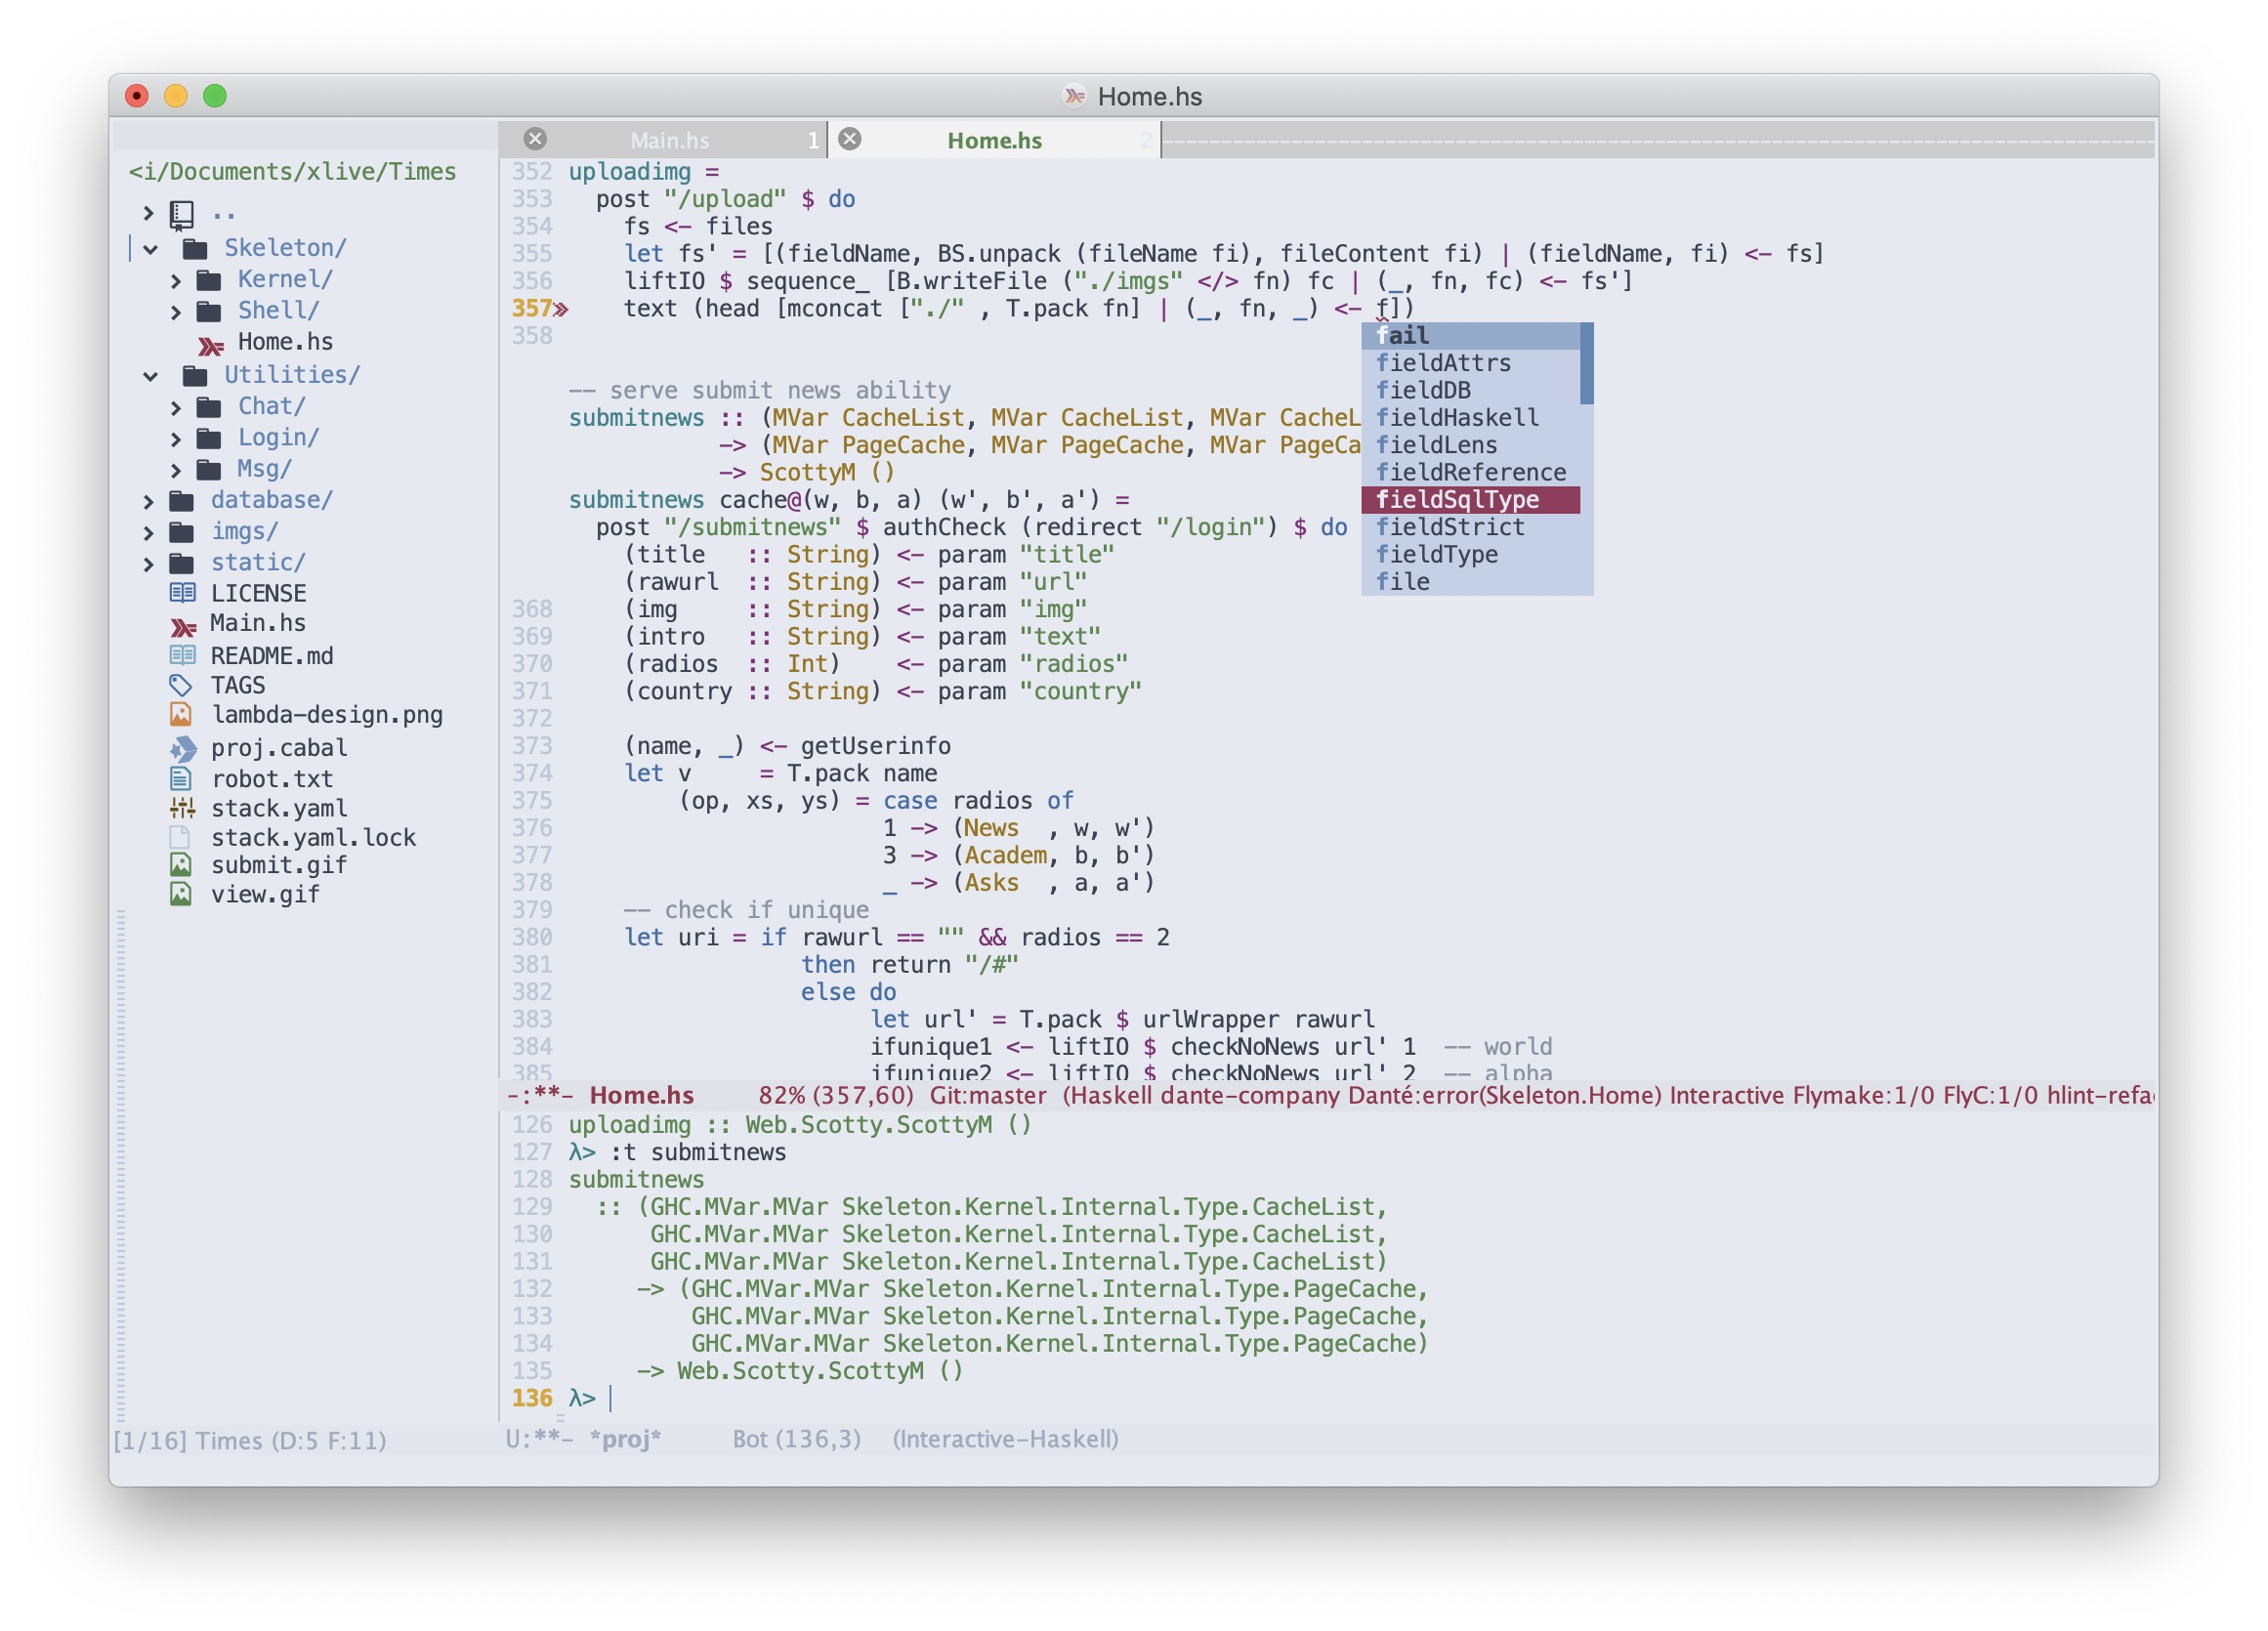 Home.hs
Main.hs 1 Home.hs 2
<i/Documents/xlive/Times
..
Skeleton/
Kernel/
Shell/
Home.hs
Utilities/
Chat/
Login/
Msg/
database/
imgs/
static/
LICENSE
Main.hs
README.md
TAGS
lambda-design.png
proj.cabal
robot.txt
stack.yaml
stack.yaml.lock
submit.gif
view.gif
[1/16] Times (D:5 F:11)
352 uploadimg =
353   post "/upload" $ do
354     fs <- files
355     let fs' = [(fieldName, BS.unpack (fileName fi), fileContent fi) | (fieldName, fi) <- fs]
356     liftIO $ sequence_ [B.writeFile ("./imgs" </> fn) fc | (_, fn, fc) <- fs']
357     text (head [mconcat ["./" , T.pack fn] | (_, fn, _) <- f])
358
fail
fieldAttrs
fieldDB
fieldHaskell
fieldLens
fieldReference
fieldSqlType
fieldStrict
fieldType
file
-- serve submit news ability
submitnews :: (MVar CacheList, MVar CacheList, MVar CacheL
           -> (MVar PageCache, MVar PageCache, MVar PageCa
           -> ScottyM ()
submitnews cache@(w, b, a) (w', b', a') =
  post "/submitnews" $ authCheck (redirect "/login") $ do
    (title   :: String) <- param "title"
    (rawurl  :: String) <- param "url"
368     (img     :: String) <- param "img"
369     (intro   :: String) <- param "text"
370     (radios  :: Int)    <- param "radios"
371     (country :: String) <- param "country"
372
373     (name, _) <- getUserinfo
374     let v     = T.pack name
375         (op, xs, ys) = case radios of
376                        1 -> (News  , w, w')
377                        3 -> (Academ, b, b')
378                        _ -> (Asks  , a, a')
379     -- check if unique
380     let uri = if rawurl == "" && radios == 2
381                  then return "/#"
382                  else do
383                       let url' = T.pack $ urlWrapper rawurl
384                       ifunique1 <- liftIO $ checkNoNews url' 1  -- world
385                       ifunique2 <- liftIO $ checkNoNews url' 2  -- alpha
-:**- Home.hs 82% (357,60) Git:master (Haskell dante-company Danté:error(Skeleton.Home) Interactive Flymake:1/0 FlyC:1/0 hlint-refa
126 uploadimg :: Web.Scotty.ScottyM ()
127 λ> :t submitnews
128 submitnews
129   :: (GHC.MVar.MVar Skeleton.Kernel.Internal.Type.CacheList,
130       GHC.MVar.MVar Skeleton.Kernel.Internal.Type.CacheList,
131       GHC.MVar.MVar Skeleton.Kernel.Internal.Type.CacheList)
132      -> (GHC.MVar.MVar Skeleton.Kernel.Internal.Type.PageCache,
133          GHC.MVar.MVar Skeleton.Kernel.Internal.Type.PageCache,
134          GHC.MVar.MVar Skeleton.Kernel.Internal.Type.PageCache)
135      -> Web.Scotty.ScottyM ()
136 λ>
U:**- *proj* Bot (136,3) (Interactive-Haskell)